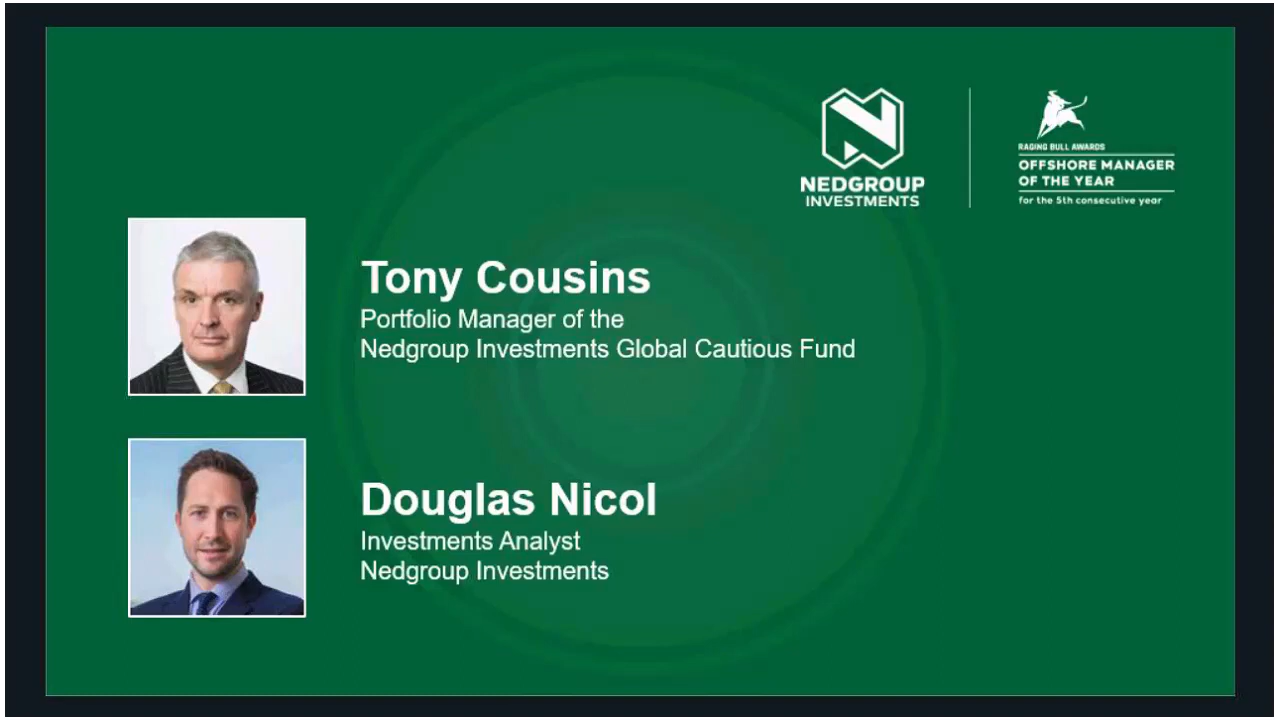 NEDGROUP
INVESTMENTS
RAGING BULL AWARDS
OFFSHORE MANAGER
OF THE YEAR
for the 5th consecutive year
Tony Cousins
Portfolio Manager of the
Nedgroup Investments Global Cautious Fund
Douglas Nicol
Investments Analyst
Nedgroup Investments